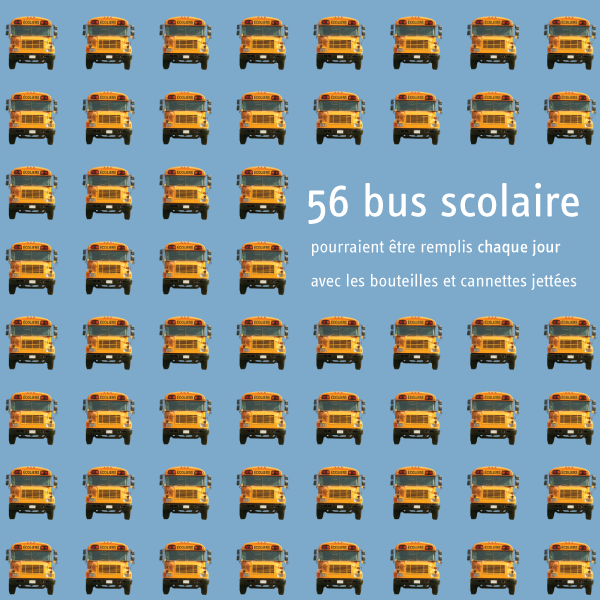 56 bus scolaire
pourraient être remplis chaque jour
avec les bouteilles et cannettes jettées